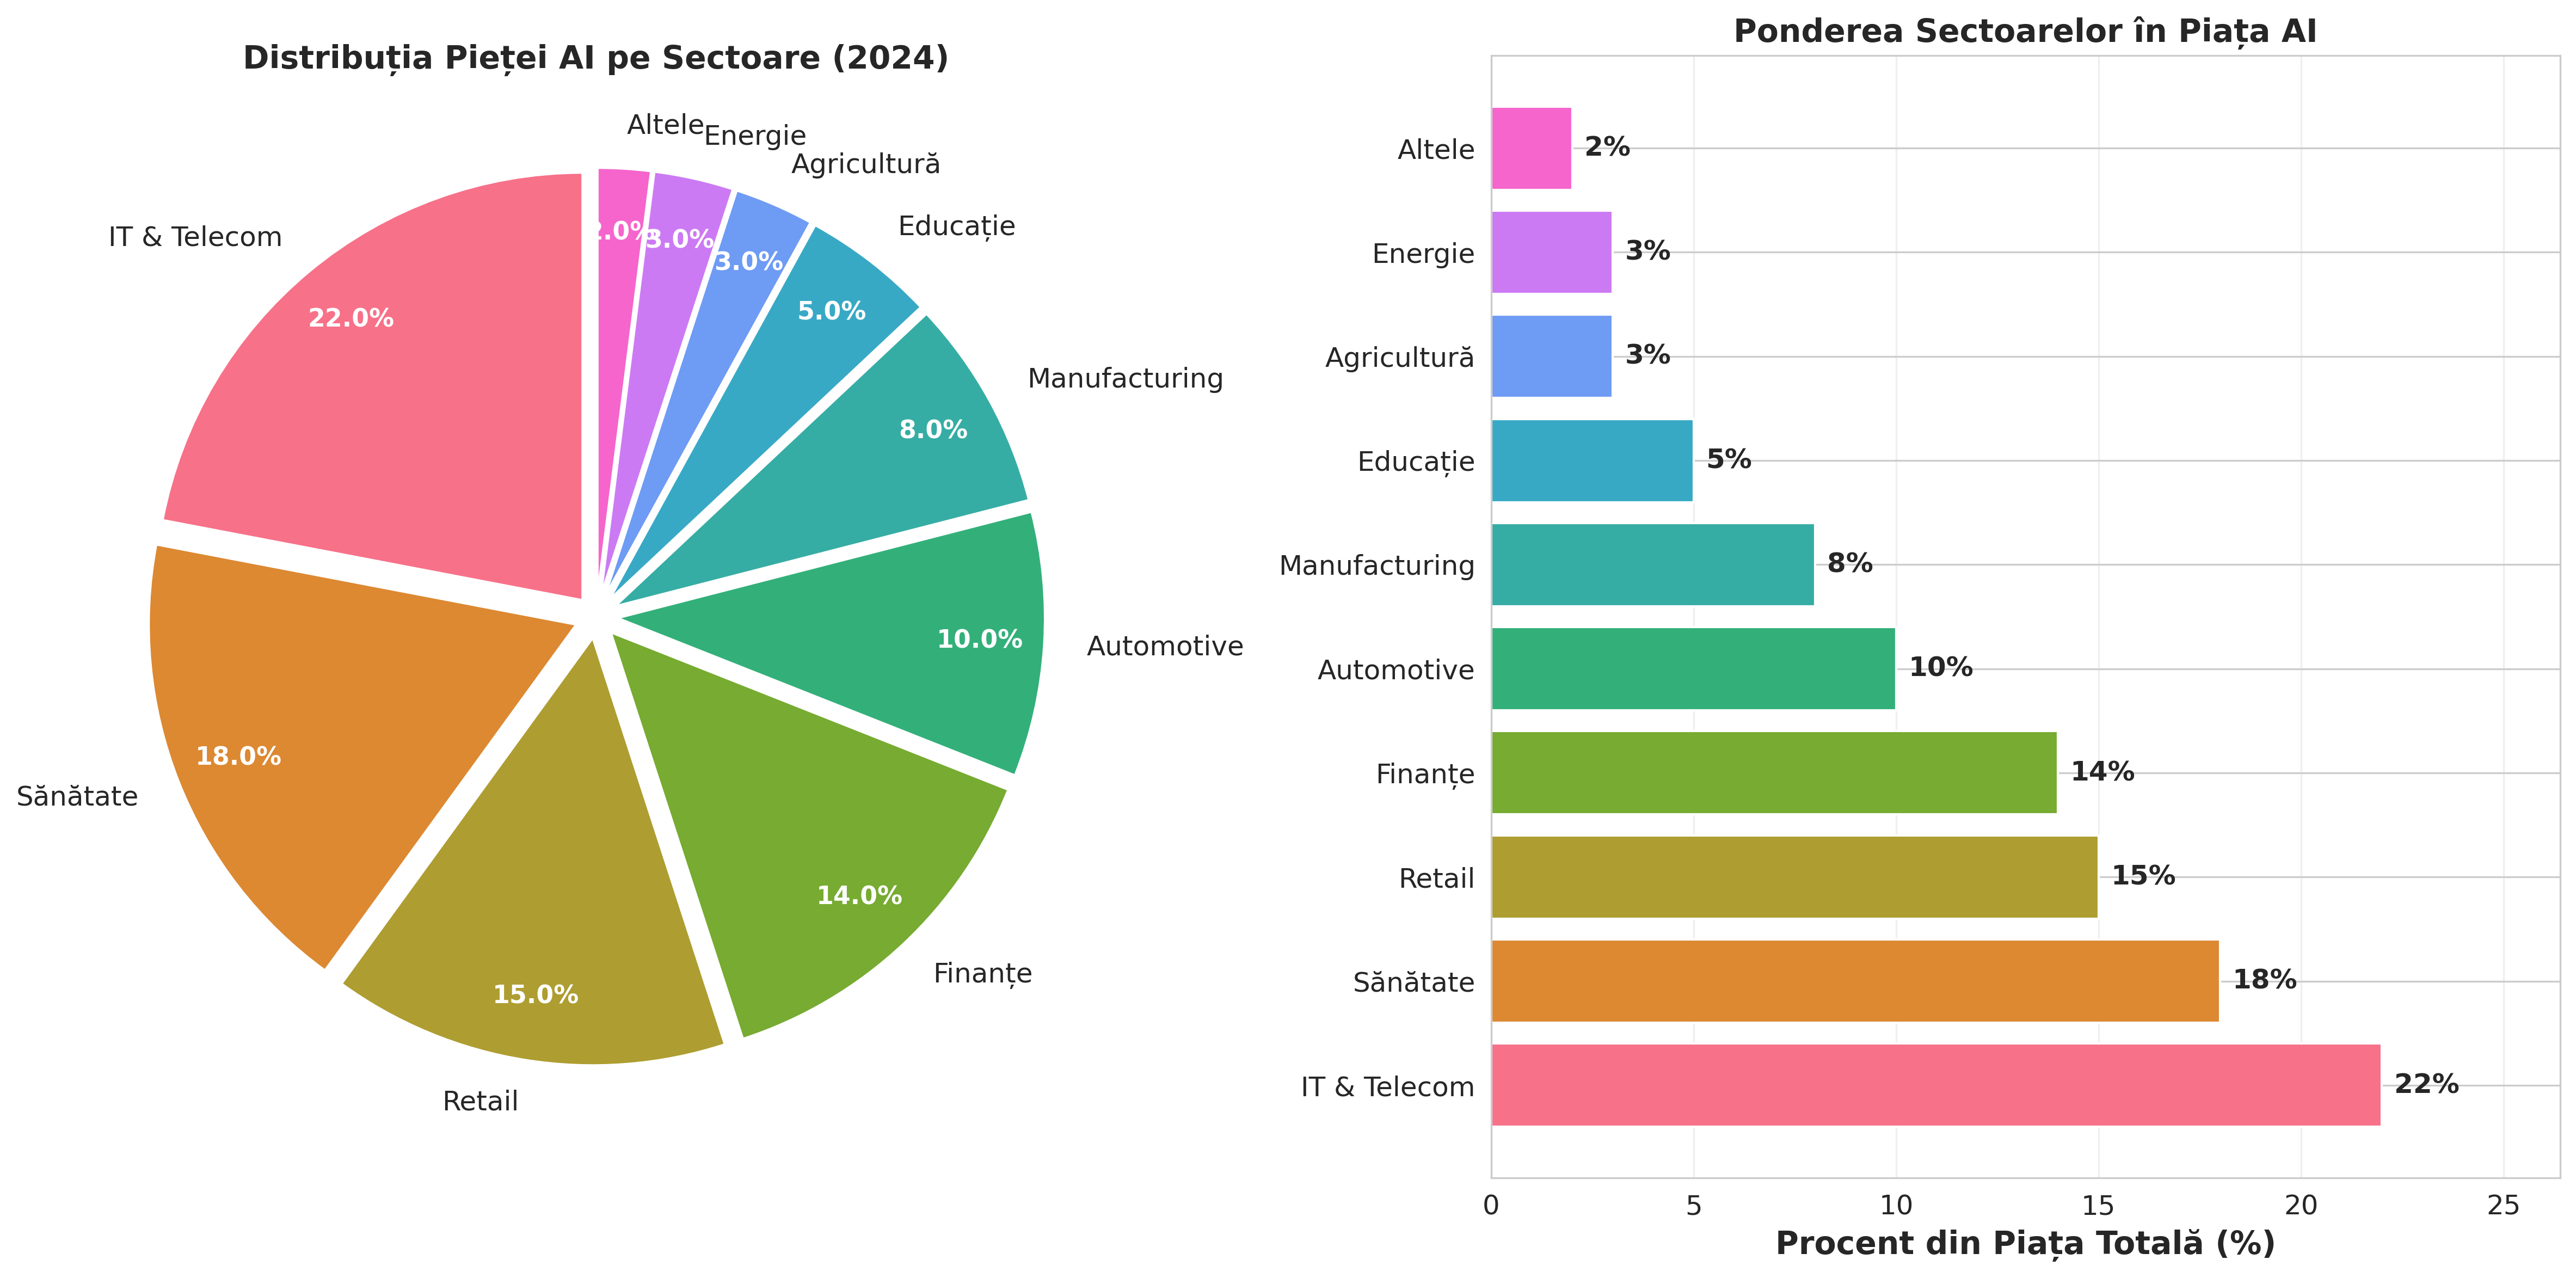 Distribuția Pieței AI pe Sectoare (2024)
Altele
Energie
Agricultură
Educație
IT & Telecom
Manufacturing
Automotive
Sănătate
Finanțe
Retail
2.0%
3.0%
3.0%
5.0%
22.0%
8.0%
10.0%
18.0%
14.0%
15.0%
Ponderea Sectoarelor în Piața AI
Altele 2%
Energie 3%
Agricultură 3%
Educație 5%
Manufacturing 8%
Automotive 10%
Finanțe 14%
Retail 15%
Sănătate 18%
IT & Telecom 22%
0 5 10 15 20 25
Procent din Piața Totală (%)